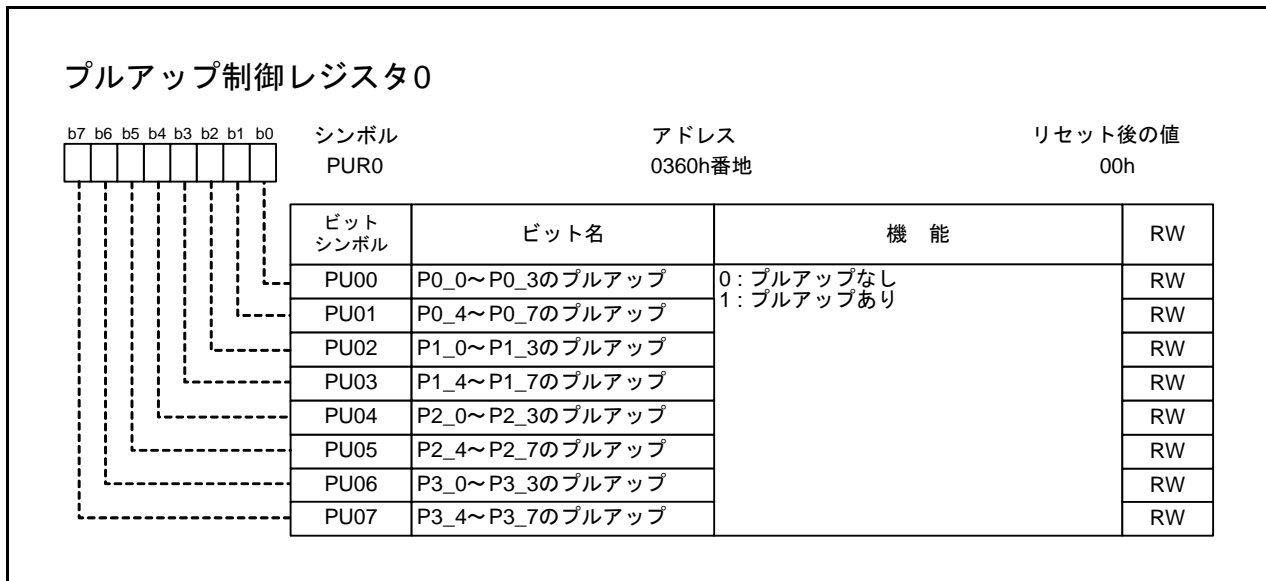 プルアップ制御レジスタ0
b7 b6 b5 b4 b3 b2 b1 b0
シンボル アドレス リセット後の値
PUR0 0360h番地 00h
ビット
シンボル ビット名 機 能 RW
PU00 P0_0~P0_3のプルアップ 0 : プルアップなし RW
1 : プルアップあり
PU01 P0_4~P0_7のプルアップ RW
PU02 P1_0~P1_3のプルアップ RW
PU03 P1_4~P1_7のプルアップ RW
PU04 P2_0~P2_3のプルアップ RW
PU05 P2_4~P2_7のプルアップ RW
PU06 P3_0~P3_3のプルアップ RW
PU07 P3_4~P3_7のプルアップ RW